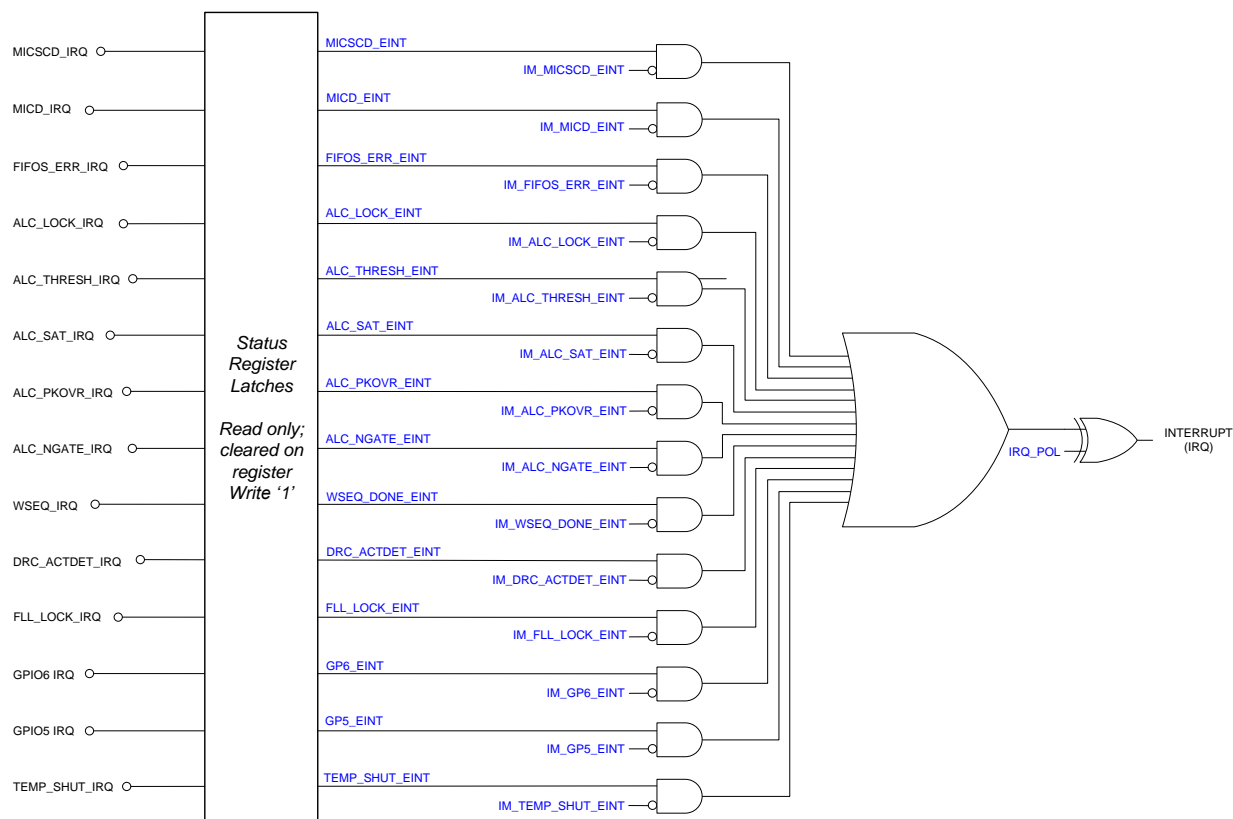 MICSCD_IRQ
MICSCD_EINT
IM_MICSCD_EINT
MICD_IRQ
MICD_EINT
IM_MICD_EINT
FIFOS_ERR_IRQ
FIFOS_ERR_EINT
IM_FIFOS_ERR_EINT
ALC_LOCK_IRQ
ALC_LOCK_EINT
IM_ALC_LOCK_EINT
ALC_THRESH_IRQ
ALC_THRESH_EINT
IM_ALC_THRESH_EINT
ALC_SAT_IRQ
ALC_SAT_EINT
IM_ALC_SAT_EINT
ALC_PKOVR_IRQ
ALC_PKOVR_EINT
IM_ALC_PKOVR_EINT
ALC_NGATE_IRQ
ALC_NGATE_EINT
IM_ALC_NGATE_EINT
WSEQ_IRQ
WSEQ_DONE_EINT
IM_WSEQ_DONE_EINT
DRC_ACTDET_IRQ
DRC_ACTDET_EINT
IM_DRC_ACTDET_EINT
FLL_LOCK_IRQ
FLL_LOCK_EINT
IM_FLL_LOCK_EINT
GPIO6 IRQ
GP6_EINT
IM_GP6_EINT
GPIO5 IRQ
GP5_EINT
IM_GP5_EINT
TEMP_SHUT_IRQ
TEMP_SHUT_EINT
IM_TEMP_SHUT_EINT
Status
Register
Latches
Read only;
cleared on
register
Write ‘1’
IRQ_POL
INTERRUPT
(IRQ)